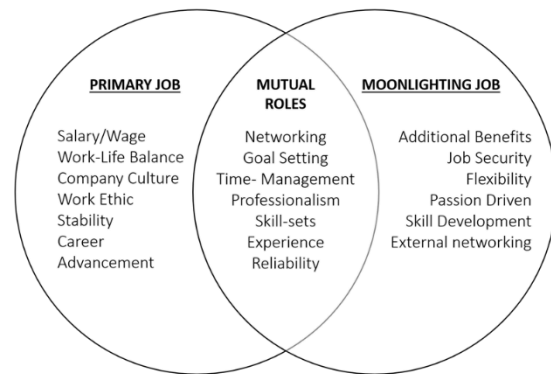 PRIMARY JOB
Salary/Wage
Work-Life Balance
Company Culture
Work Ethic
Stability
Career
Advancement
MUTUAL
ROLES
Networking
Goal Setting
Time- Management
Professionalism
Skill-sets
Experience
Reliability
MOONLIGHTING JOB
Additional Benefits
Job Security
Flexibility
Passion Driven
Skill Development
External networking